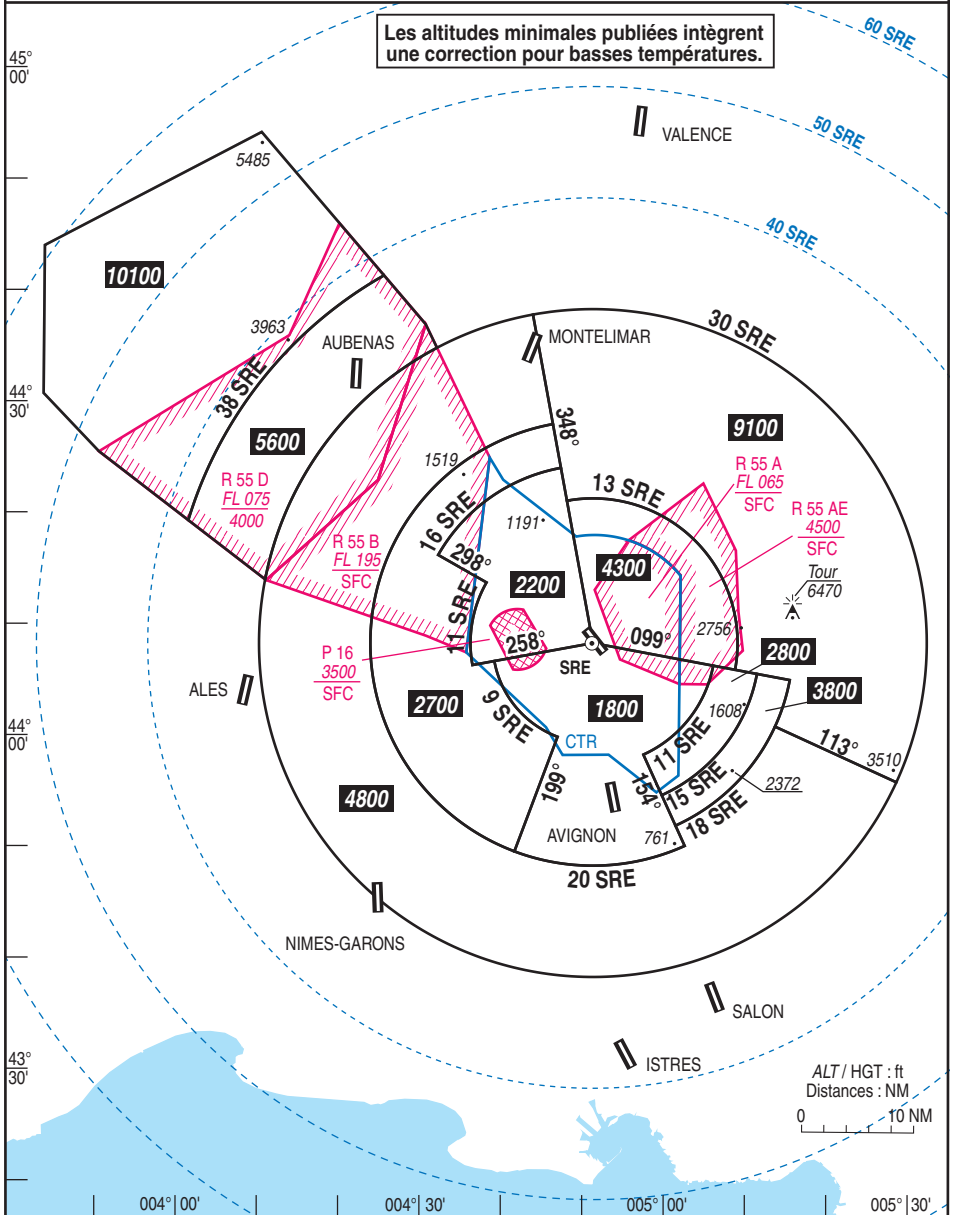 Les altitudes minimales publiées intègrent
une correction pour basses températures.
60 SRE
45°
00'
50 SRE
VALENCE
5485
40 SRE
10100
3963
AUBENAS
MONTELIMAR
30 SRE
38 SRE
44°
30'
5600
348°
9100
R 55 D
FL 075
4000
1519
13 SRE
R 55 A
FL 065
SFC
16 SRE
1191
R 55 AE
4500
SFC
R 55 B
FL 195
SFC
298°
2200
4300
Tour
6470
11 SRE
P 16
3500
SFC
258°
SRE
099°
2756
2800
ALES
2700
9 SRE
1800
1608
3800
44°
00'
CTR
11 SRE
113°
3510
4800
199°
154°
15 SRE
2372
18 SRE
AVIGNON
761
20 SRE
NIMES-GARONS
SALON
ISTRES
43°
30'
ALT / HGT : ft
Distances : NM
0 10 NM
004° 00' 004° 30' 005° 00' 005° 30'